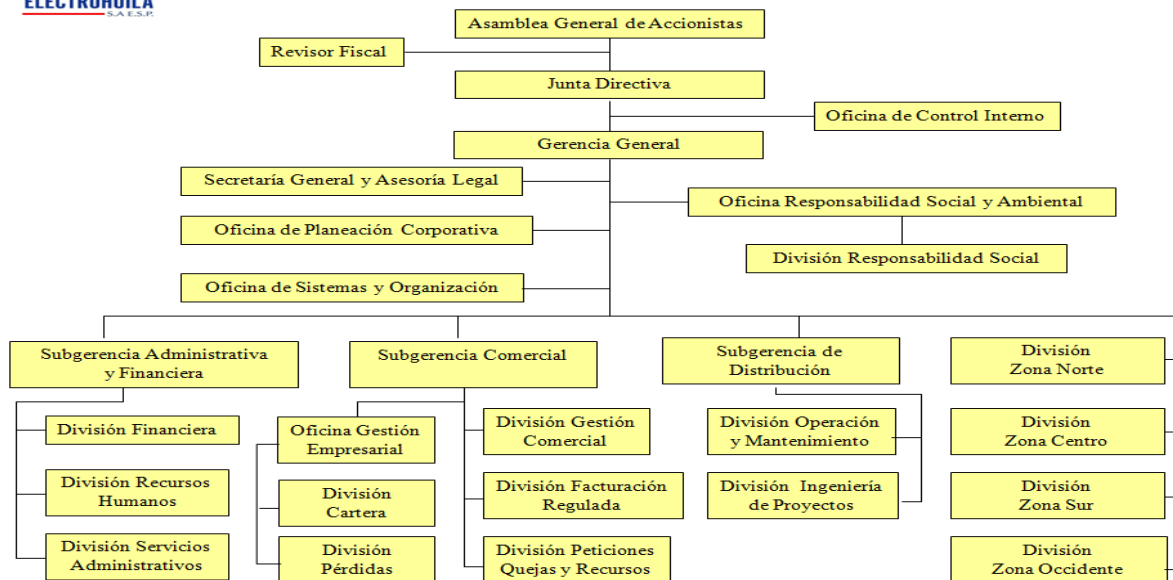 ELECTROHUILA
S.A E.S.P.
Asamblea General de Accionistas
Revisor Fiscal
Junta Directiva
Oficina de Control Interno
Gerencia General
Secretaría General y Asesoría Legal
Oficina Responsabilidad Social y Ambiental
Oficina de Planeación Corporativa
División Responsabilidad Social
Oficina de Sistemas y Organización
Subgerencia Administrativa
y Financiera
Subgerencia Comercial
Subgerencia de
Distribución
División
Zona Norte
División Financiera
Oficina Gestión
Empresarial
División Gestión
Comercial
División Operación
y Mantenimiento
División
Zona Centro
División Recursos
Humanos
División
Cartera
División Facturación
Regulada
División Ingeniería
de Proyectos
División
Zona Sur
División Servicios
Administrativos
División
Pérdidas
División Peticiones
Quejas y Recursos
División
Zona Occidente